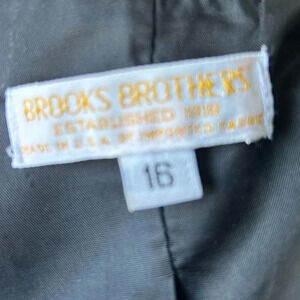 BROOKS BROTHERS
ESTABLISHED 1818
MADE IN U.S.A. OF IMPORTED FABRIC
16